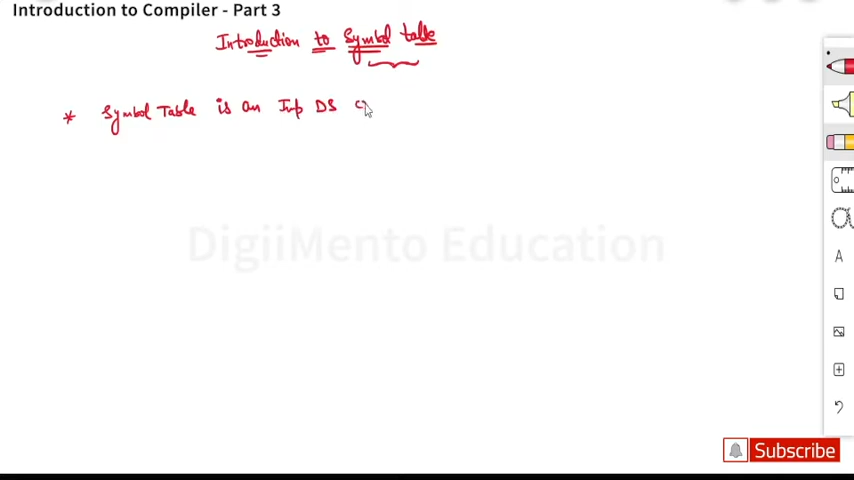 Introduction to Compiler - Part 3
Introduction to Symbol table
* Symbol Table is an Imp DS c
DigiiMento Education
A
Subscribe